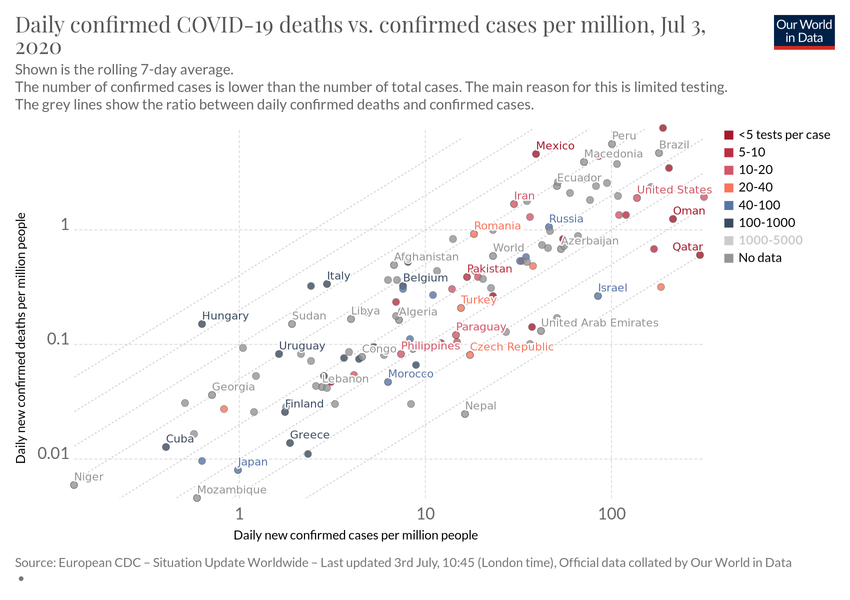 Daily confirmed COVID-19 deaths vs. confirmed cases per million, Jul 3,
2020
Our World
in Data
Shown is the rolling 7-day average.
The number of confirmed cases is lower than the number of total cases. The main reason for this is limited testing.
The grey lines show the ratio between daily confirmed deaths and confirmed cases.
<5 tests per case
5-10
10-20
20-40
40-100
100-1000
1000-5000
No data
Daily new confirmed deaths per million people
1
0.1
0.01
Peru
Mexico
Brazil
Macedonia
Ecuador
United States
Iran
Oman
Russia
Romania
Azerbaijan
World
Qatar
Afghanistan
Pakistan
Italy
Belgium
Israel
Turkey
Hungary
Sudan
Libya
Algeria
United Arab Emirates
Paraguay
Uruguay
Congo
Philippines
Czech Republic
Lebanon
Morocco
Georgia
Finland
Nepal
Cuba
Greece
Japan
Niger
Mozambique
1
10
100
Daily new confirmed cases per million people
Source: European CDC – Situation Update Worldwide – Last updated 3rd July, 10:45 (London time), Official data collated by Our World in Data